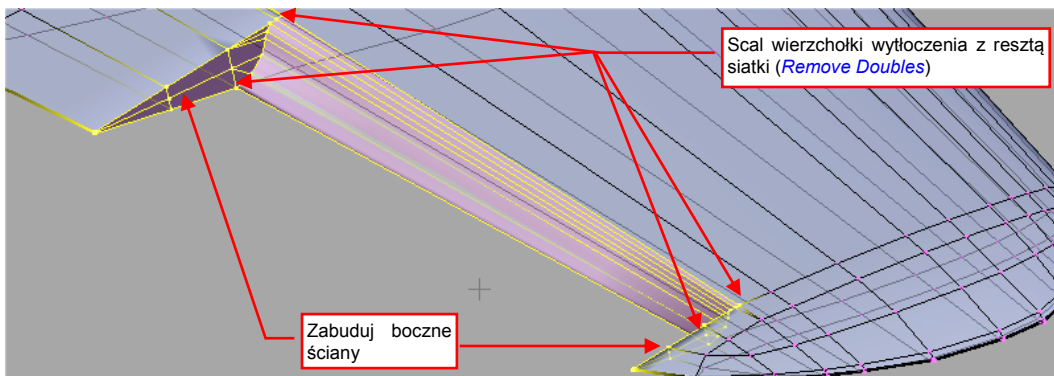 Scal wierzchołki wytłoczenia z resztą
siatki (Remove Doubles)
Zabuduj boczne
ściany